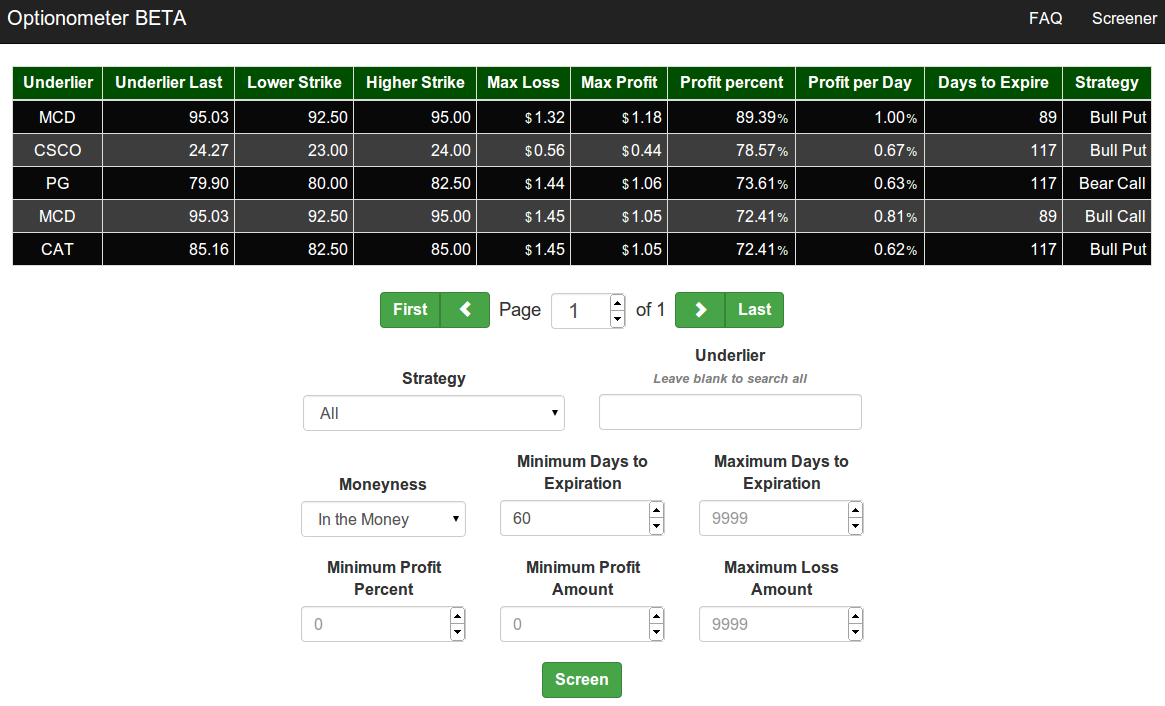 Optionometer BETA FAQ Screener
Underlier Underlier Last Lower Strike Higher Strike Max Loss Max Profit Profit percent Profit per Day Days to Expire Strategy
MCD 95.03 92.50 95.00 $1.32 $1.18 89.39% 1.00% 89 Bull Put
CSCO 24.27 23.00 24.00 $0.56 $0.44 78.57% 0.67% 117 Bull Put
PG 79.90 80.00 82.50 $1.44 $1.06 73.61% 0.63% 117 Bear Call
MCD 95.03 92.50 95.00 $1.45 $1.05 72.41% 0.81% 89 Bull Call
CAT 85.16 82.50 85.00 $1.45 $1.05 72.41% 0.62% 117 Bull Put
First Page 1 of 1 Last
Strategy
All
Underlier
Leave blank to search all
Moneyness
In the Money
Minimum Days to
Expiration
60
Maximum Days to
Expiration
9999
Minimum Profit
Percent
0
Minimum Profit
Amount
0
Maximum Loss
Amount
9999
Screen